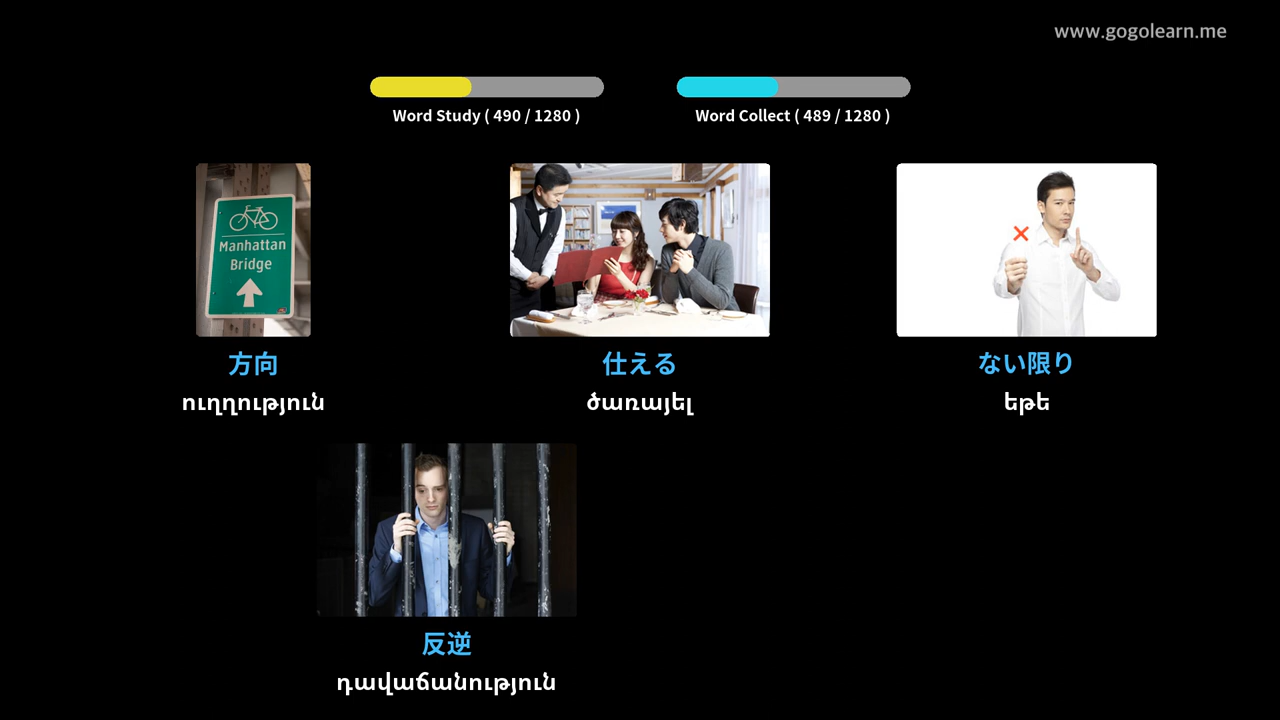 www.gogolearn.me
Word Study ( 490 / 1280 )
Word Collect ( 489 / 1280 )
Manhattan
Bridge
方向
ուղղություն
仕える
ծառայել
ない限り
եթե
反逆
դավաճանություն